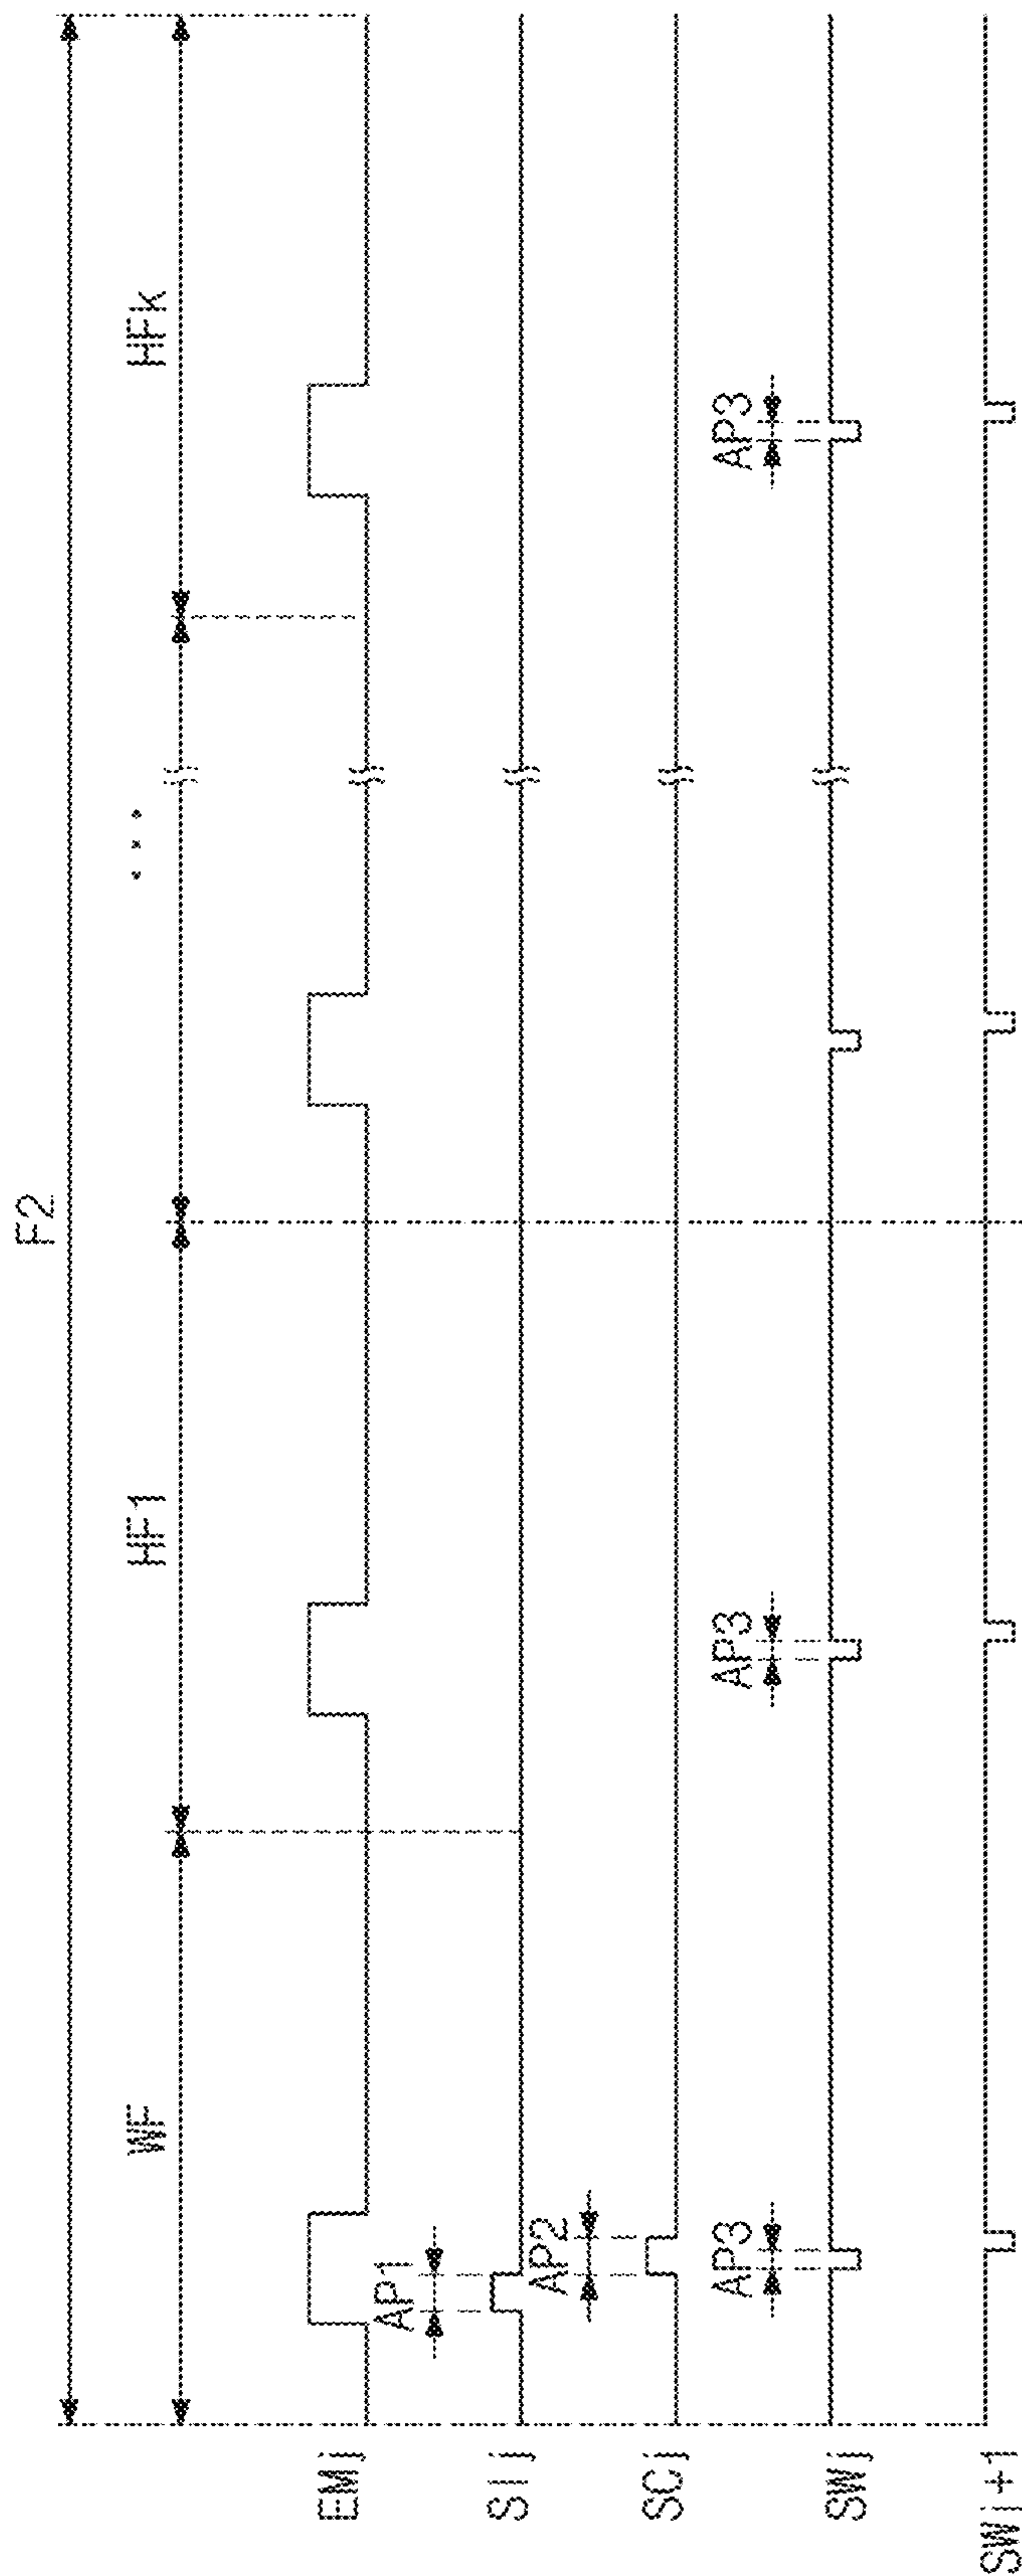 F2
WF
HF1
...
HFk
EMj
AP1
SIj
AP2
SCj
AP3
AP3
AP3
SWj
SWj+1